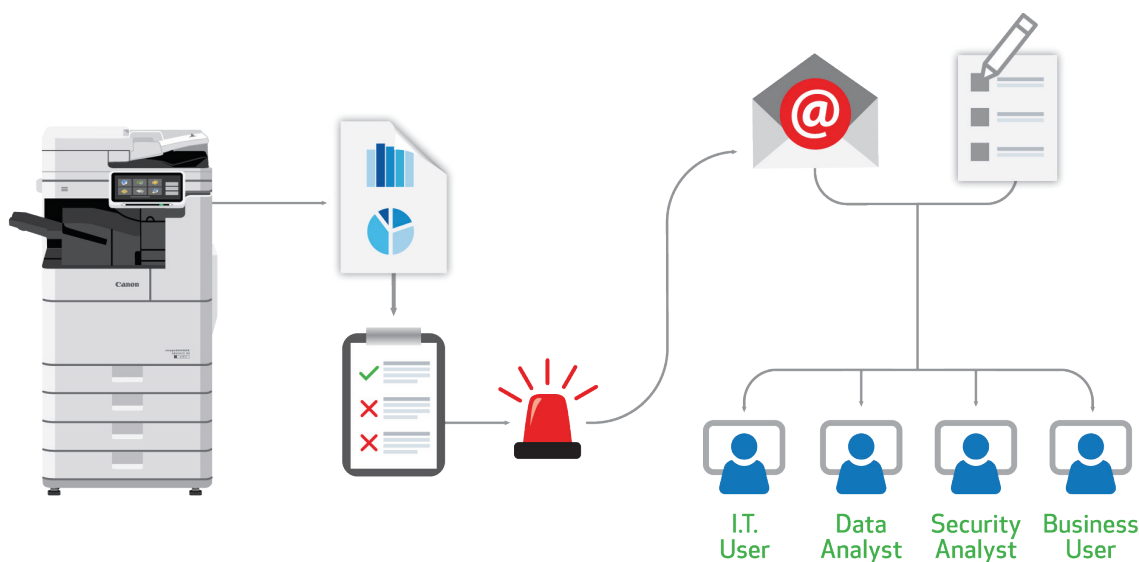 @
Canon
I.T.
User
Data
Analyst
Security
Analyst
Business
User